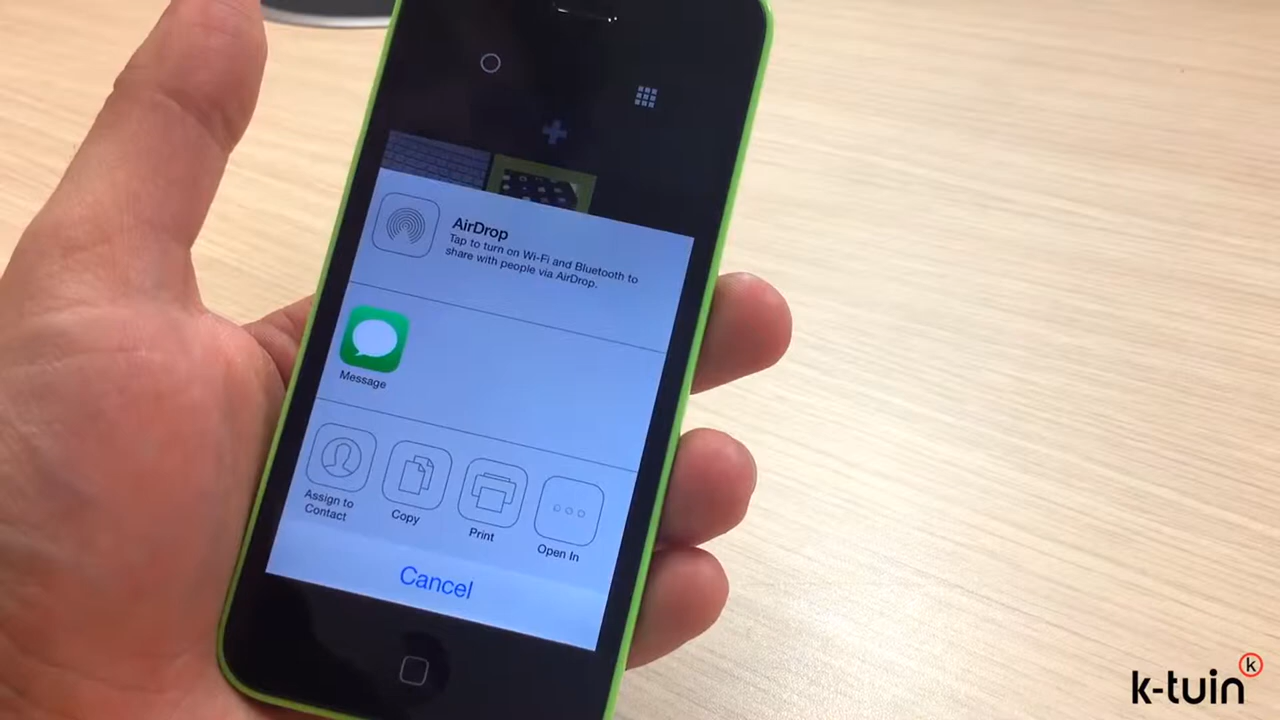 AirDrop
Tap to turn on Wi-Fi and Bluetooth to
share with people via AirDrop.
Message
Assign to
Contact
Copy
Print
Open In
Cancel
k-tuin k